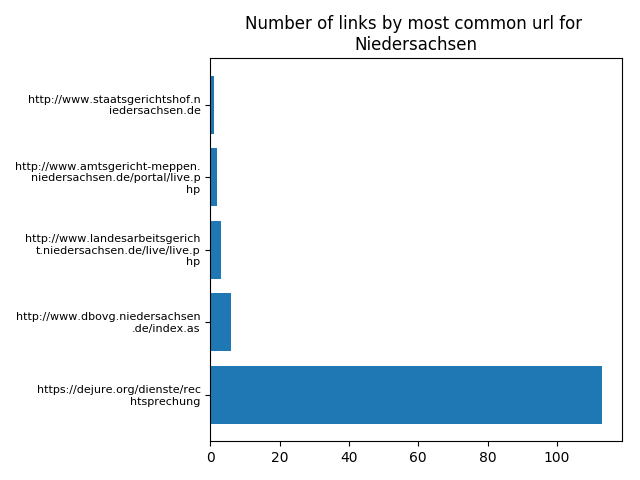 Number of links by most common url for
Niedersachsen
http://www.staatsgerichtshof.n
iedersachsen.de
http://www.amtsgericht-meppen.
niedersachsen.de/portal/live.p
hp
http://www.landesarbeitsgerich
t.niedersachsen.de/live/live.p
hp
http://www.dbovg.niedersachsen
.de/index.as
https://dejure.org/dienste/rec
htsprechung
0 20 40 60 80 100